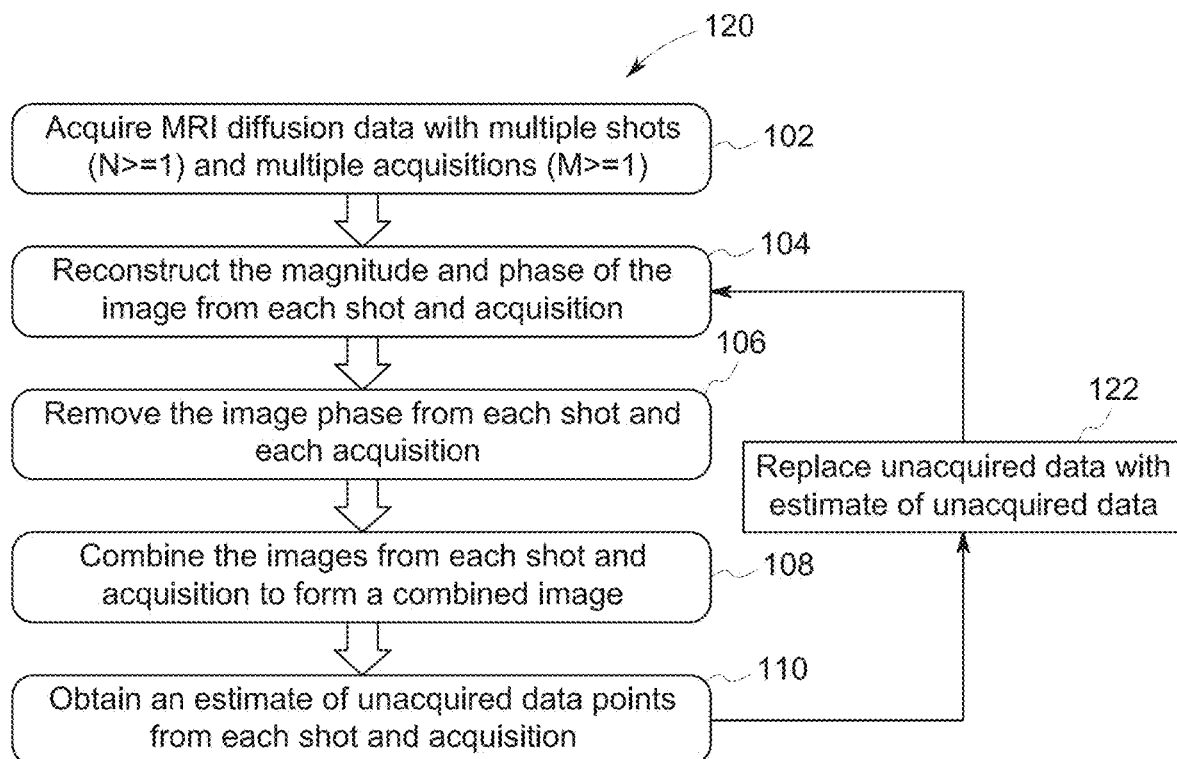 120
Acquire MRI diffusion data with multiple shots
(N>=1) and multiple acquisitions (M>=1)
102
Reconstruct the magnitude and phase of the
image from each shot and acquisition
104
Remove the image phase from each shot and
each acquisition
106
Replace unacquired data with
estimate of unacquired data
122
Combine the images from each shot and
acquisition to form a combined image
108
Obtain an estimate of unacquired data points
from each shot and acquisition
110